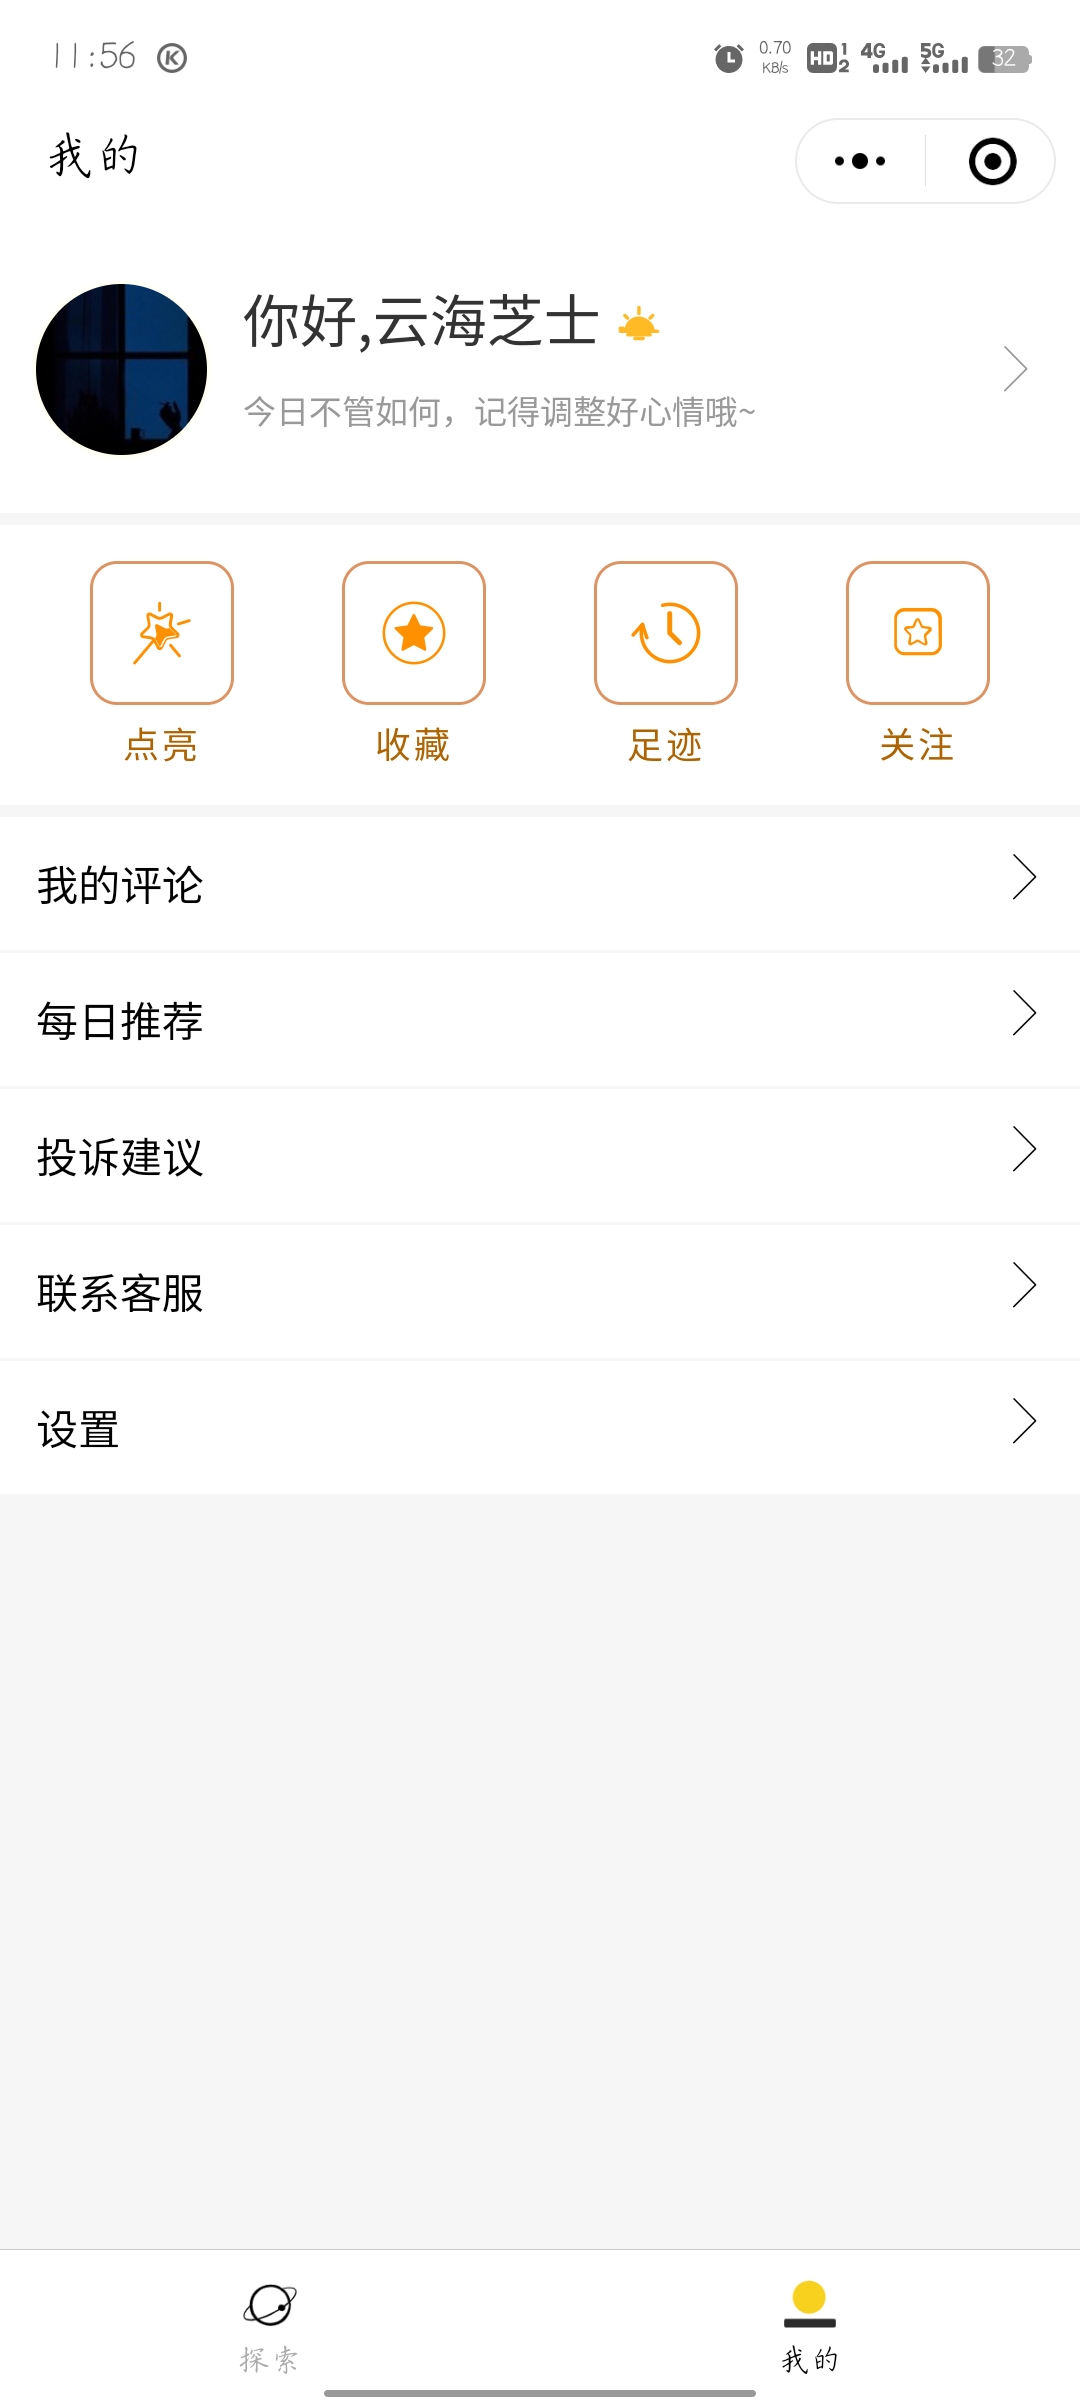 11:56 K 0.70 KB/s HD 1 2 4G 5G 32
我的
你好,云海芝士
今日不管如何，记得调整好心情哦~
点亮 收藏 足迹 关注
我的评论
每日推荐
投诉建议
联系客服
设置
探索 我的